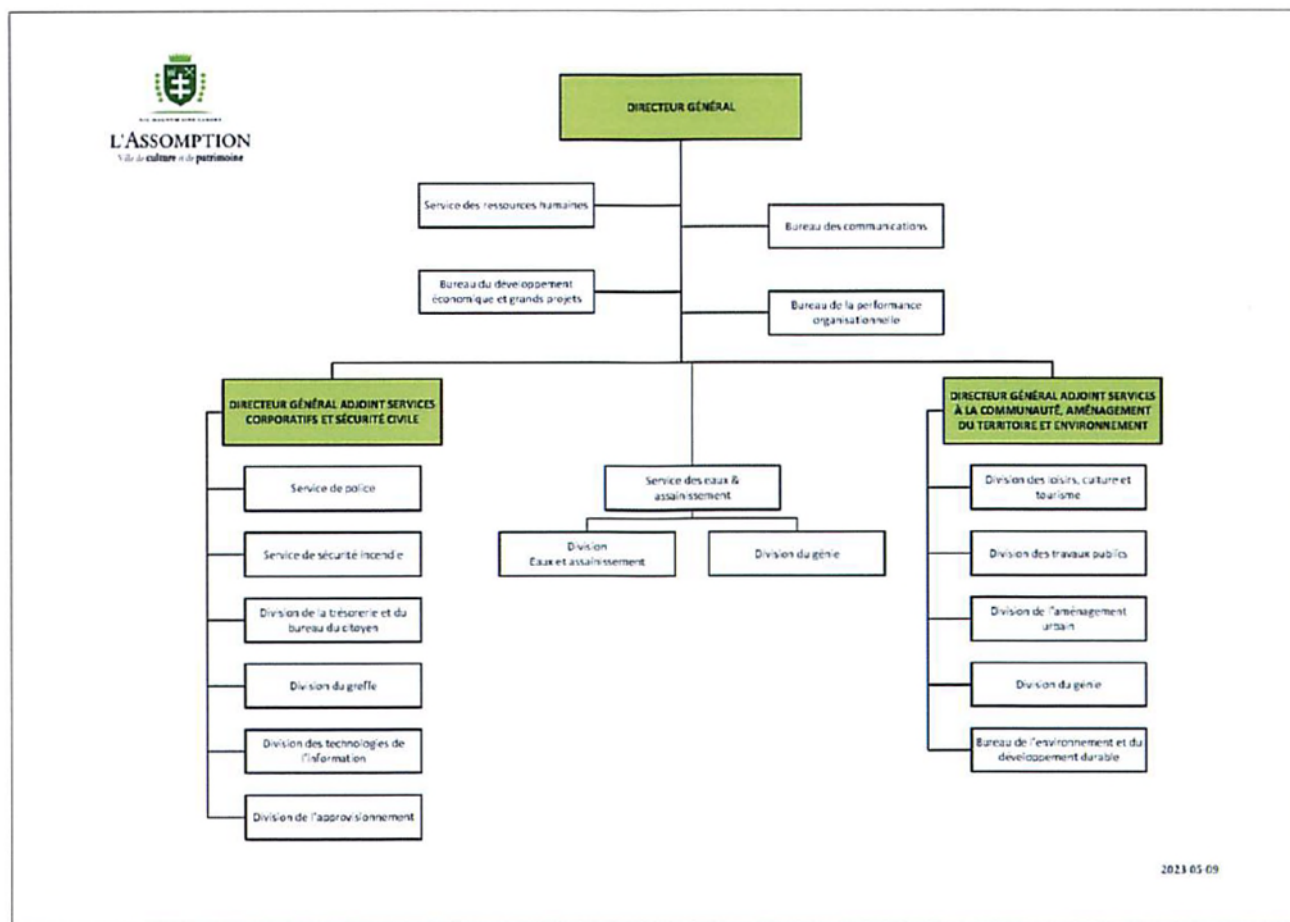 L'ASSOMPTION
Ville de culture et de patrimoine
DIRECTEUR GÉNÉRAL
Service des ressources humaines
Bureau des communications
Bureau du développement
économique et grands projets
Bureau de la performance
organisationnelle
DIRECTEUR GÉNÉRAL ADJOINT SERVICES
CORPORATIFS ET SÉCURITÉ CIVILE
Service de police
Service de sécurité incendie
Division de la trésorerie et du
bureau du citoyen
Division du greffe
Division des technologies de
l'information
Division de l'approvisionnement
Service des eaux &
assainissement
Division
Eaux et assainissement
Division du génie
DIRECTEUR GÉNÉRAL ADJOINT SERVICES
À LA COMMUNAUTÉ, AMÉNAGEMENT
DU TERRITOIRE ET ENVIRONNEMENT
Division des loisirs, culture et
tourisme
Division des travaux publics
Division de l'aménagement
urbain
Division du génie
Bureau de l'environnement et du
développement durable
2023-05-09